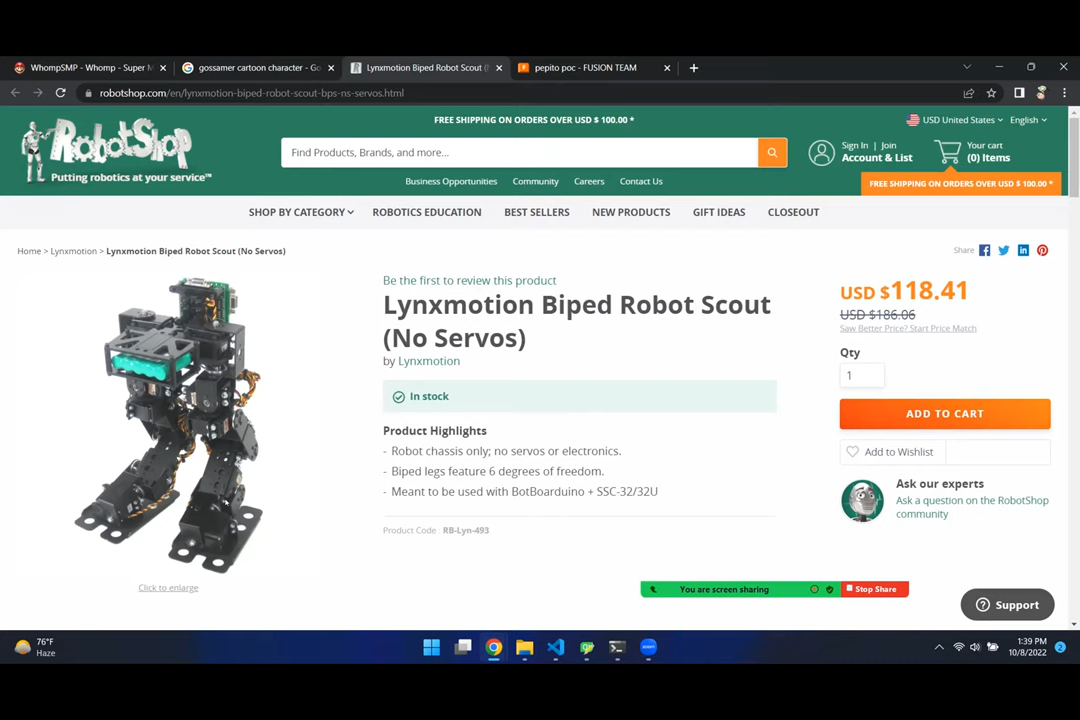 WhompSMP - Whomp - Super M
gossamer cartoon character - Go
Lynxmotion Biped Robot Scout (
pepito poc - FUSION TEAM
robotshop.com/en/lynxmotion-biped-robot-scout-bps-ns-servos.html
FREE SHIPPING ON ORDERS OVER USD $ 100.00 *
USD United States
English
RobotShop
Putting robotics at your service™
Find Products, Brands, and more...
Sign In | Join
Account & List
Your cart
(0) Items
Business Opportunities
Community
Careers
Contact Us
FREE SHIPPING ON ORDERS OVER USD $ 100.00 *
SHOP BY CATEGORY
ROBOTICS EDUCATION
BEST SELLERS
NEW PRODUCTS
GIFT IDEAS
CLOSEOUT
Home > Lynxmotion > Lynxmotion Biped Robot Scout (No Servos)
Share
Be the first to review this product
Lynxmotion Biped Robot Scout
(No Servos)
by Lynxmotion
In stock
Product Highlights
- Robot chassis only; no servos or electronics.
- Biped legs feature 6 degrees of freedom.
- Meant to be used with BotBoarduino + SSC-32/32U
Product Code : RB-Lyn-493
Click to enlarge
USD $118.41
USD $186.06
Saw Better Price? Start Price Match
Qty
1
ADD TO CART
Add to Wishlist
Ask our experts
Ask a question on the RobotShop
community
You are screen sharing
Stop Share
Support
76°F
Haze
zoom
1:39 PM
10/8/2022
2